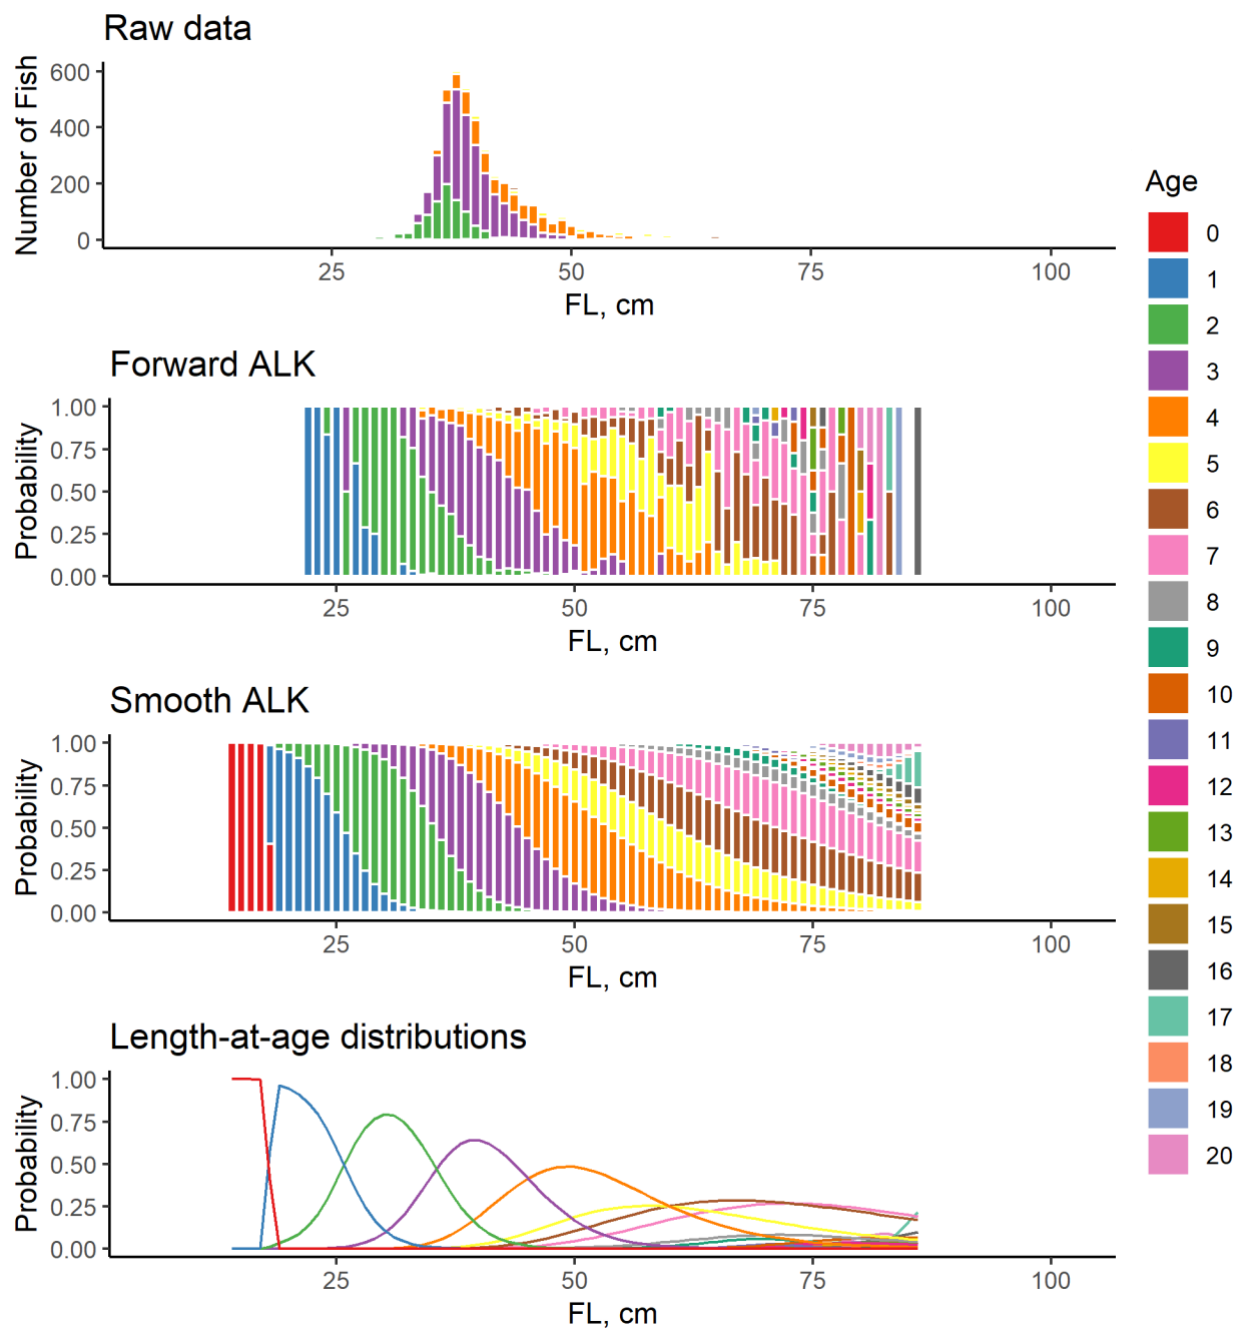 Raw data
Number of Fish
600
400
200
0
25 50 75 100
FL, cm
Forward ALK
Probability
1.00
0.75
0.50
0.25
0.00
25 50 75 100
FL, cm
Smooth ALK
Probability
1.00
0.75
0.50
0.25
0.00
25 50 75 100
FL, cm
Length-at-age distributions
Probability
1.00
0.75
0.50
0.25
0.00
25 50 75 100
FL, cm
Age
0
1
2
3
4
5
6
7
8
9
10
11
12
13
14
15
16
17
18
19
20